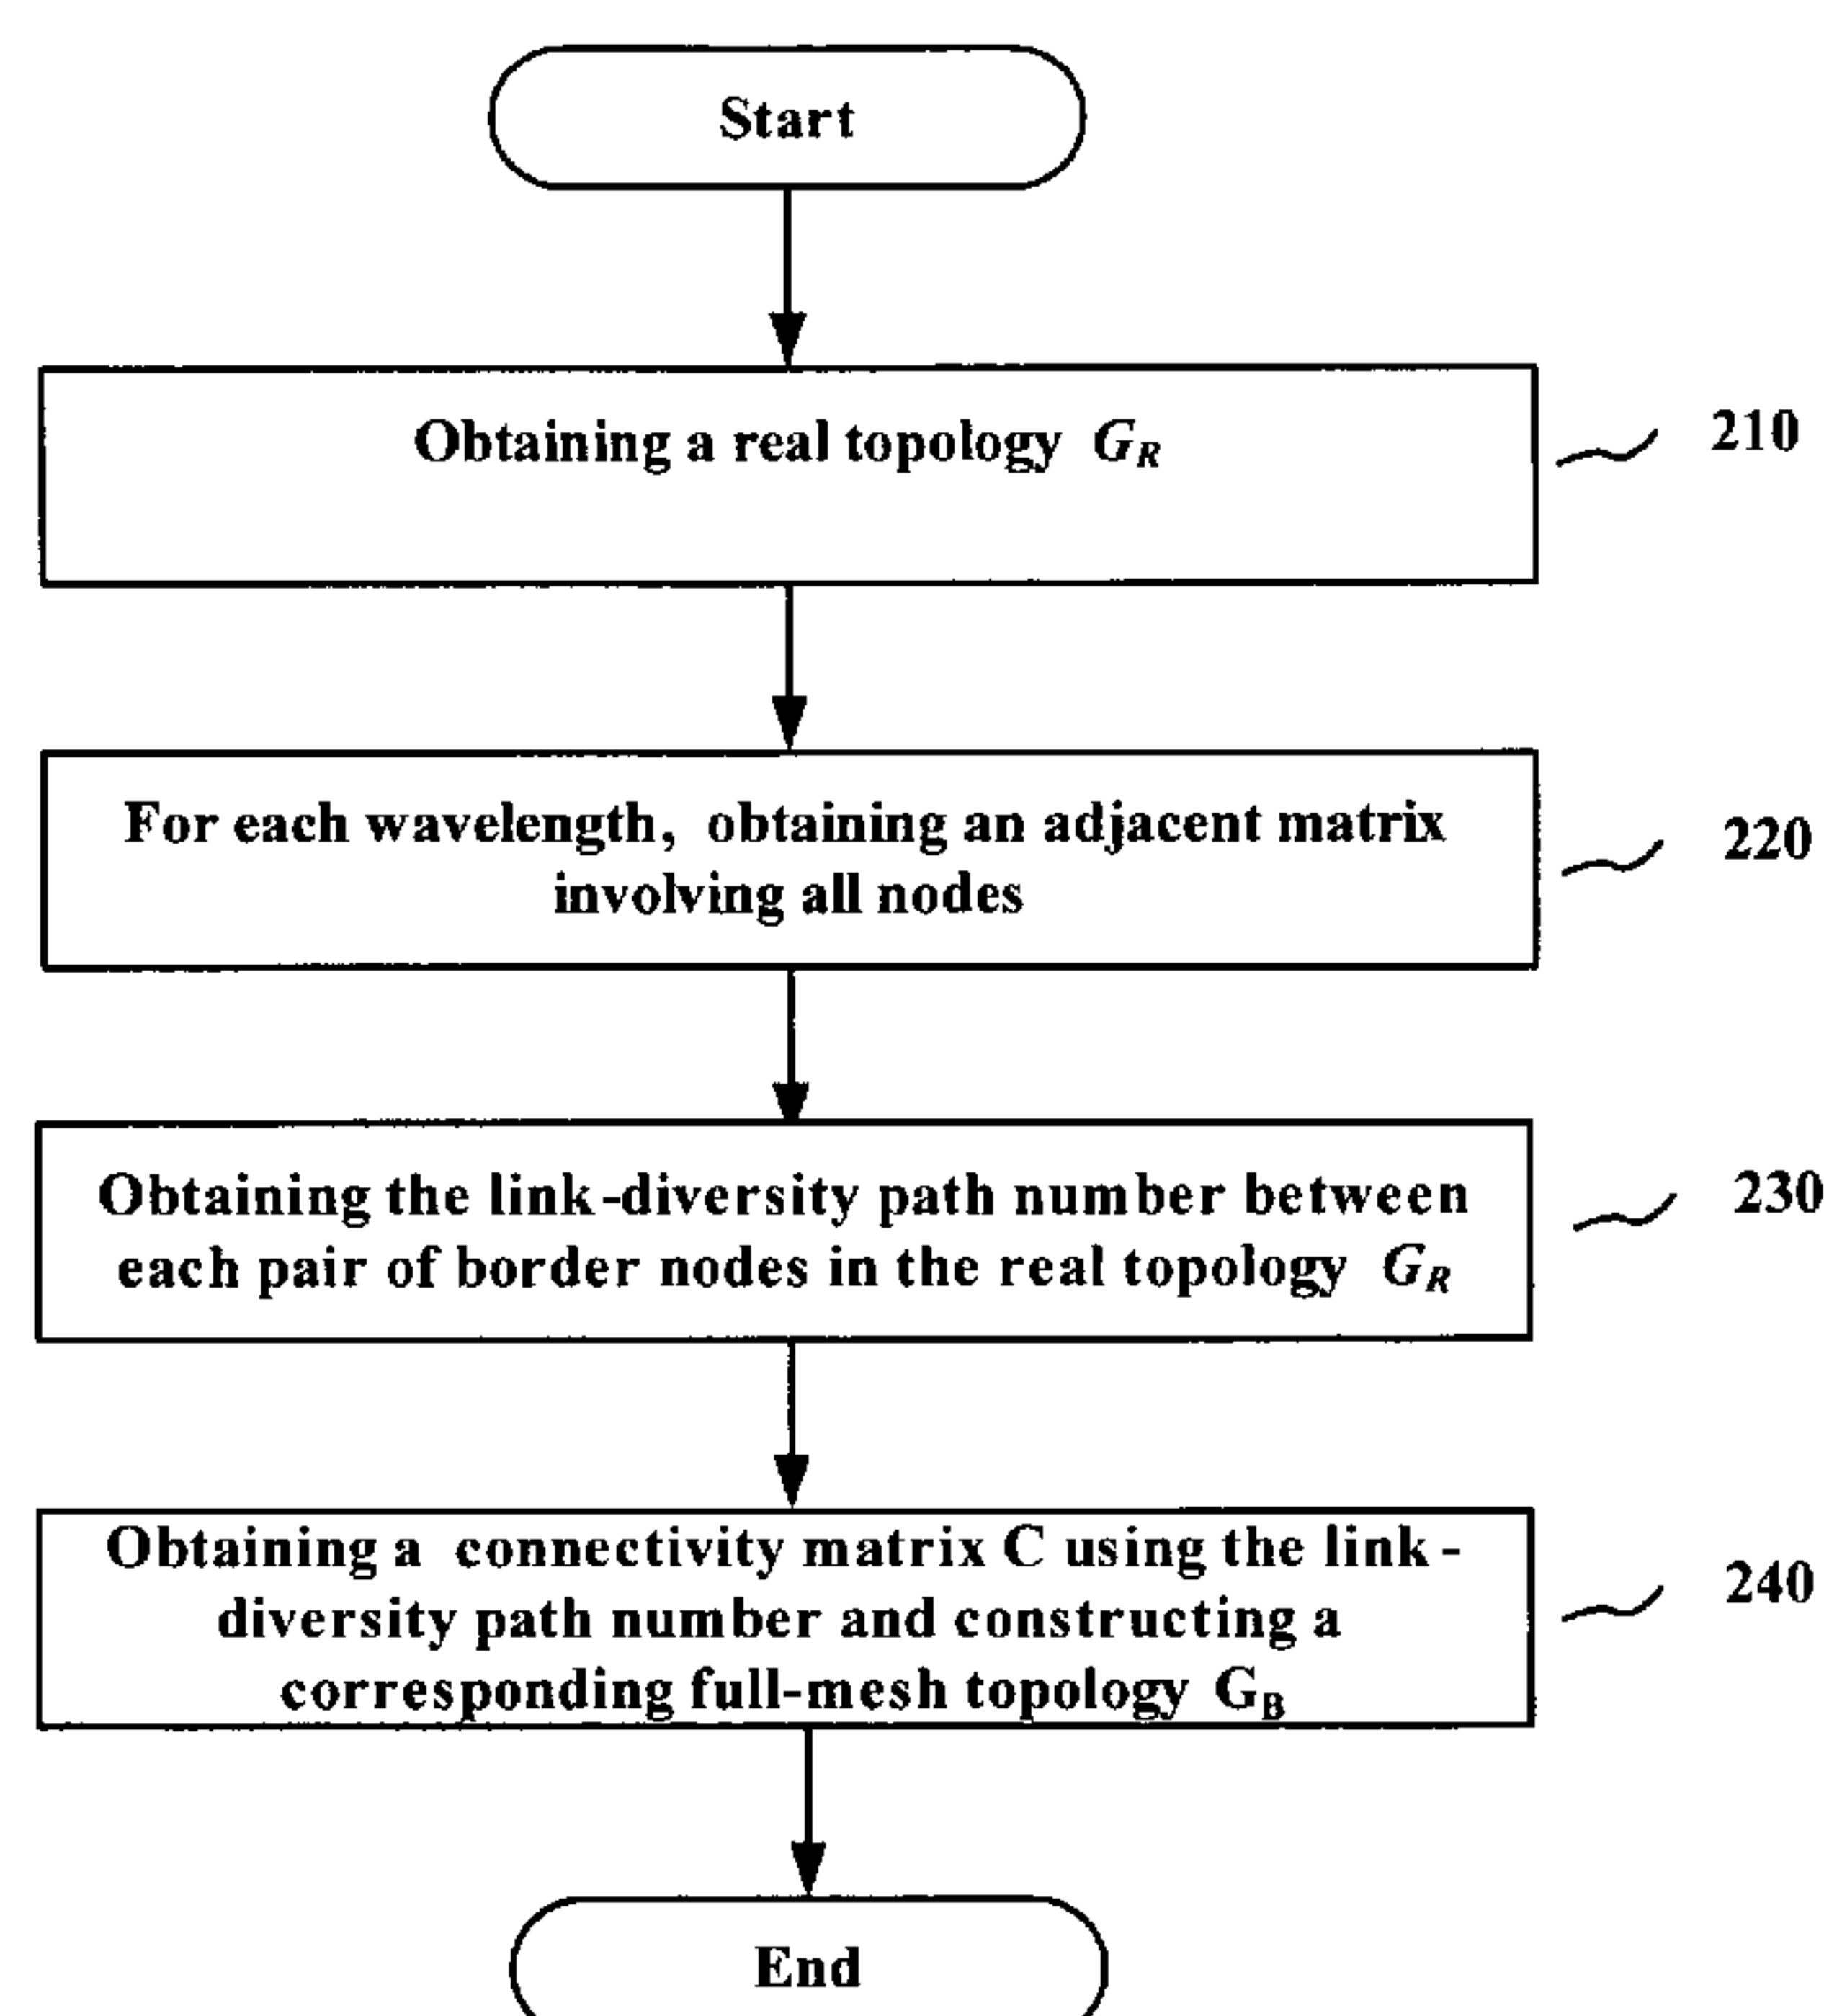 Start
Obtaining a real topology G_R
210
For each wavelength, obtaining an adjacent matrix
involving all nodes
220
Obtaining the link-diversity path number between
each pair of border nodes in the real topology G_R
230
Obtaining a connectivity matrix C using the link-
diversity path number and constructing a
corresponding full-mesh topology G_B
240
End